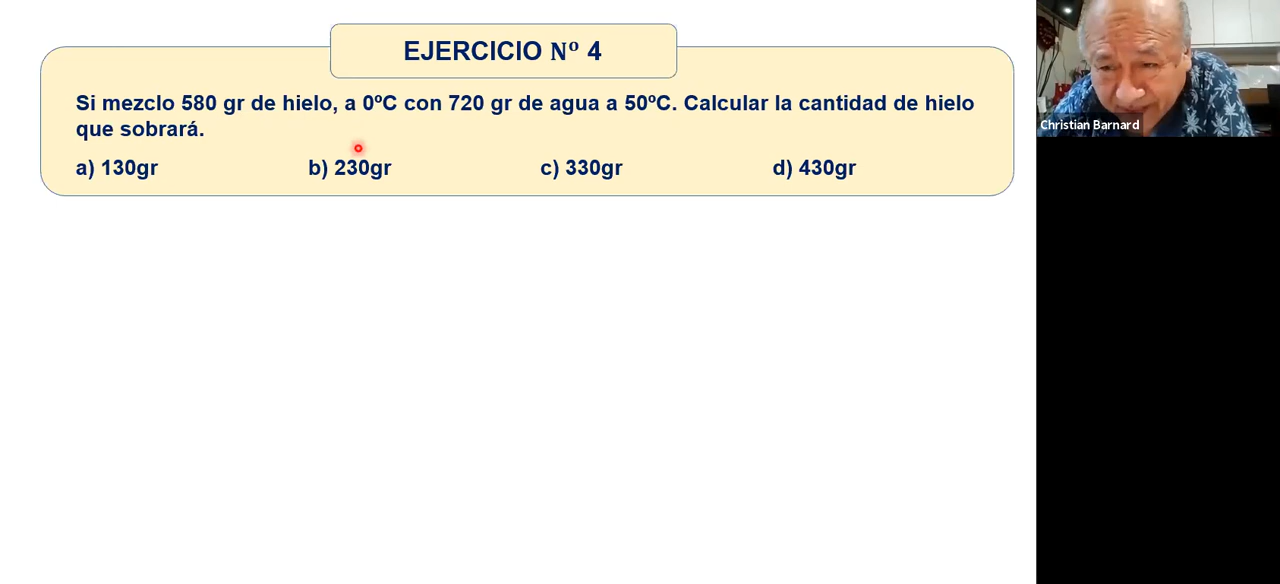 EJERCICIO Nº 4
Si mezclo 580 gr de hielo, a 0ºC con 720 gr de agua a 50ºC. Calcular la cantidad de hielo
que sobrará.
a) 130gr b) 230gr c) 330gr d) 430gr
Christian Barnard